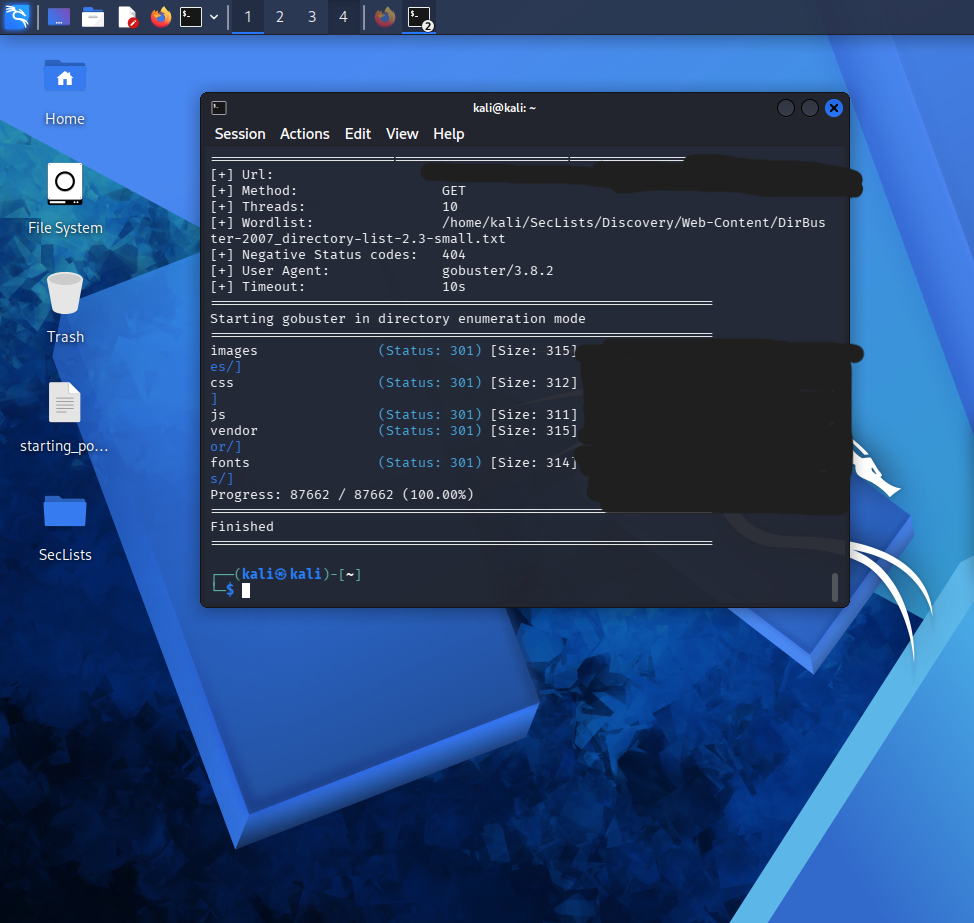 1 2 3 4
2
Home
File System
Trash
starting_po...
SecLists
kali@kali: ~
Session Actions Edit View Help
[+] Url:
[+] Method: GET
[+] Threads: 10
[+] Wordlist: /home/kali/SecLists/Discovery/Web-Content/DirBus
ter-2007_directory-list-2.3-small.txt
[+] Negative Status codes: 404
[+] User Agent: gobuster/3.8.2
[+] Timeout: 10s
Starting gobuster in directory enumeration mode
images (Status: 301) [Size: 315]
es/]
css (Status: 301) [Size: 312]
]
js (Status: 301) [Size: 311]
vendor (Status: 301) [Size: 315]
or/]
fonts (Status: 301) [Size: 314]
s/]
Progress: 87662 / 87662 (100.00%)
Finished
┌──(kali㉿kali)-[~]
└─$